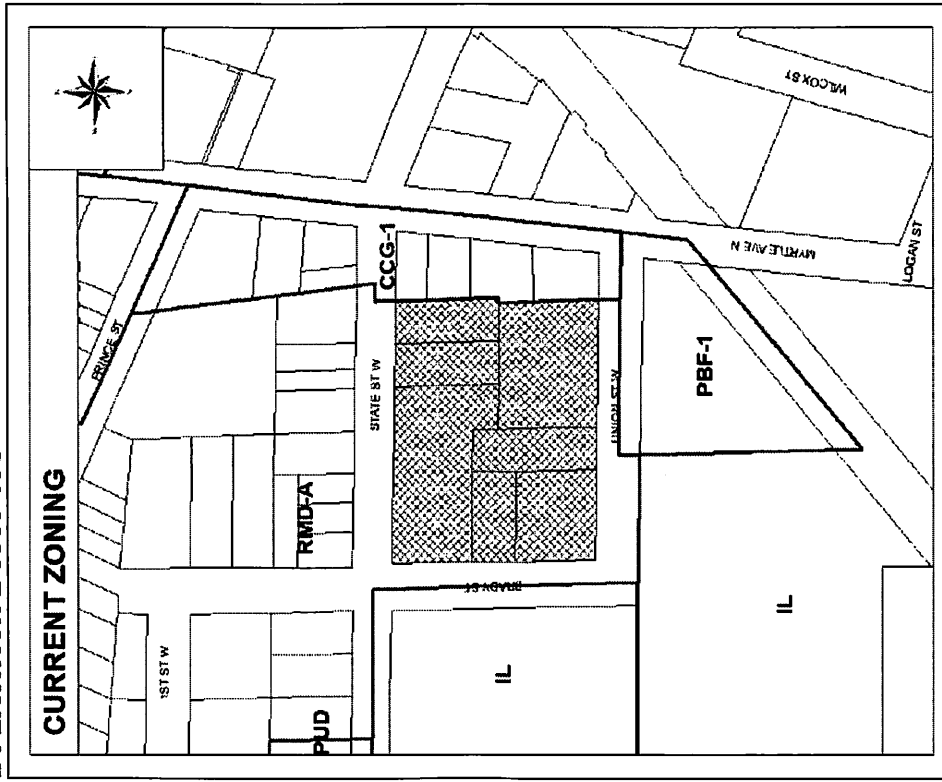 CURRENT ZONING
PRINCE ST
CCG-1
STATE ST W
RMD-A
1ST ST W
PUD
BRADY ST
UNION ST W
IL
IL
PBF-1
MYRTLE AVE N
WILCOX ST
LOGAN ST